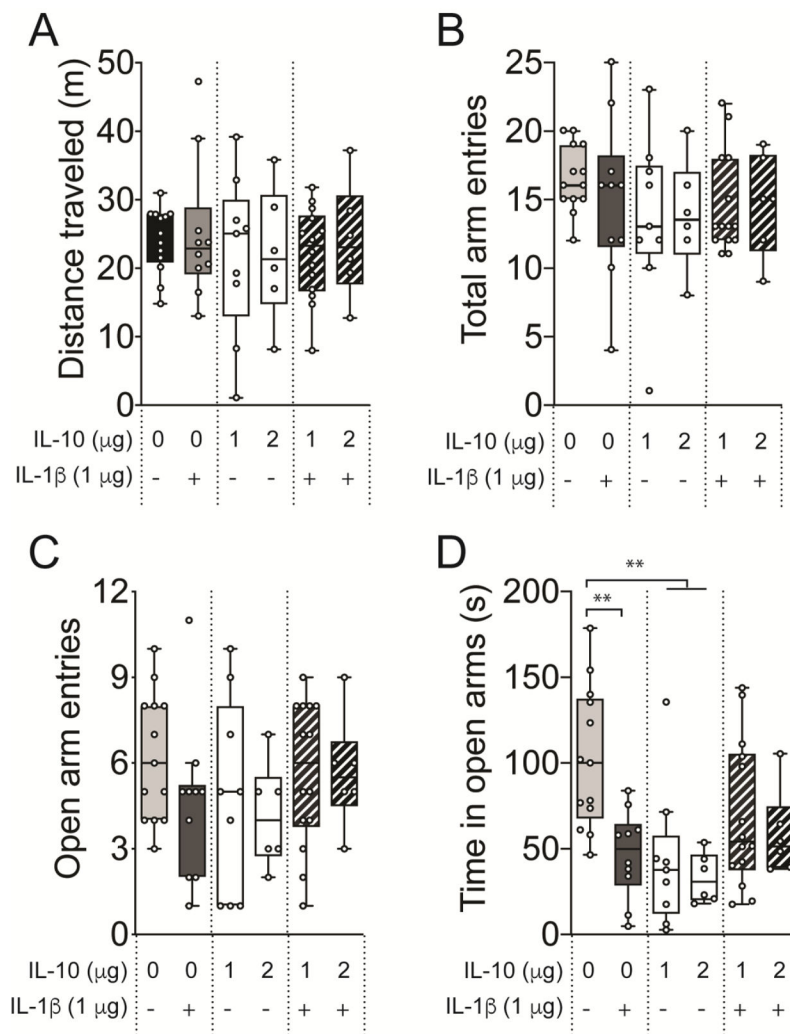 A
Distance traveled (m)
50
40
30
20
10
0
IL-10 (μg) 0 0 1 2 1 2
IL-1β (1 μg) - + - - + +
B
Total arm entries
25
20
15
10
5
0
IL-10 (μg) 0 0 1 2 1 2
IL-1β (1 μg) - + - - + +
C
Open arm entries
12
9
6
3
0
IL-10 (μg) 0 0 1 2 1 2
IL-1β (1 μg) - + - - + +
D
Time in open arms (s)
**
**
200
150
100
50
0
IL-10 (μg) 0 0 1 2 1 2
IL-1β (1 μg) - + - - + +